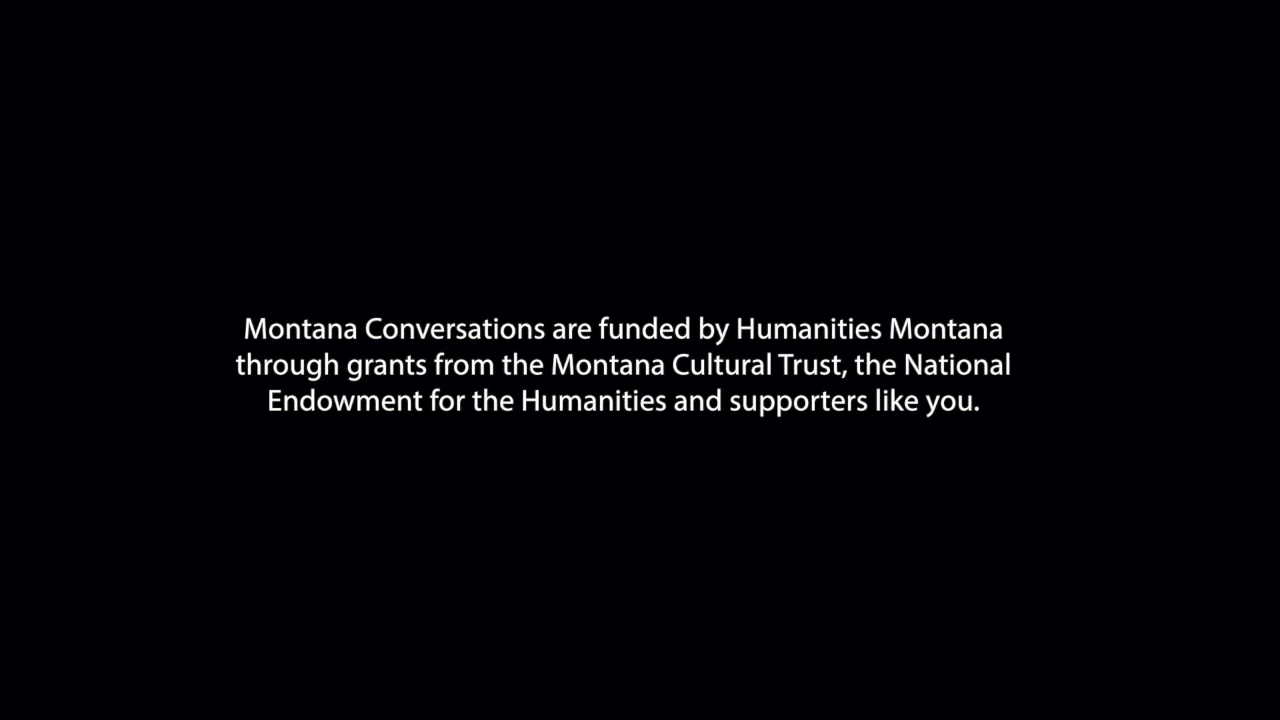 Montana Conversations are funded by Humanities Montana
through grants from the Montana Cultural Trust, the National
Endowment for the Humanities and supporters like you.